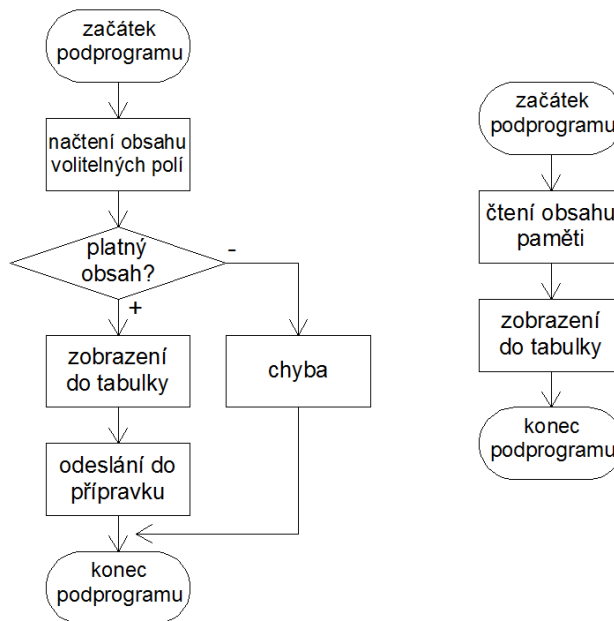 začátek
podprogramu
načtení obsahu
volitelných polí
platný
obsah?
-
+
zobrazení
do tabulky
chyba
odeslání do
přípravku
konec
podprogramu
začátek
podprogramu
čtení obsahu
paměti
zobrazení
do tabulky
konec
podprogramu